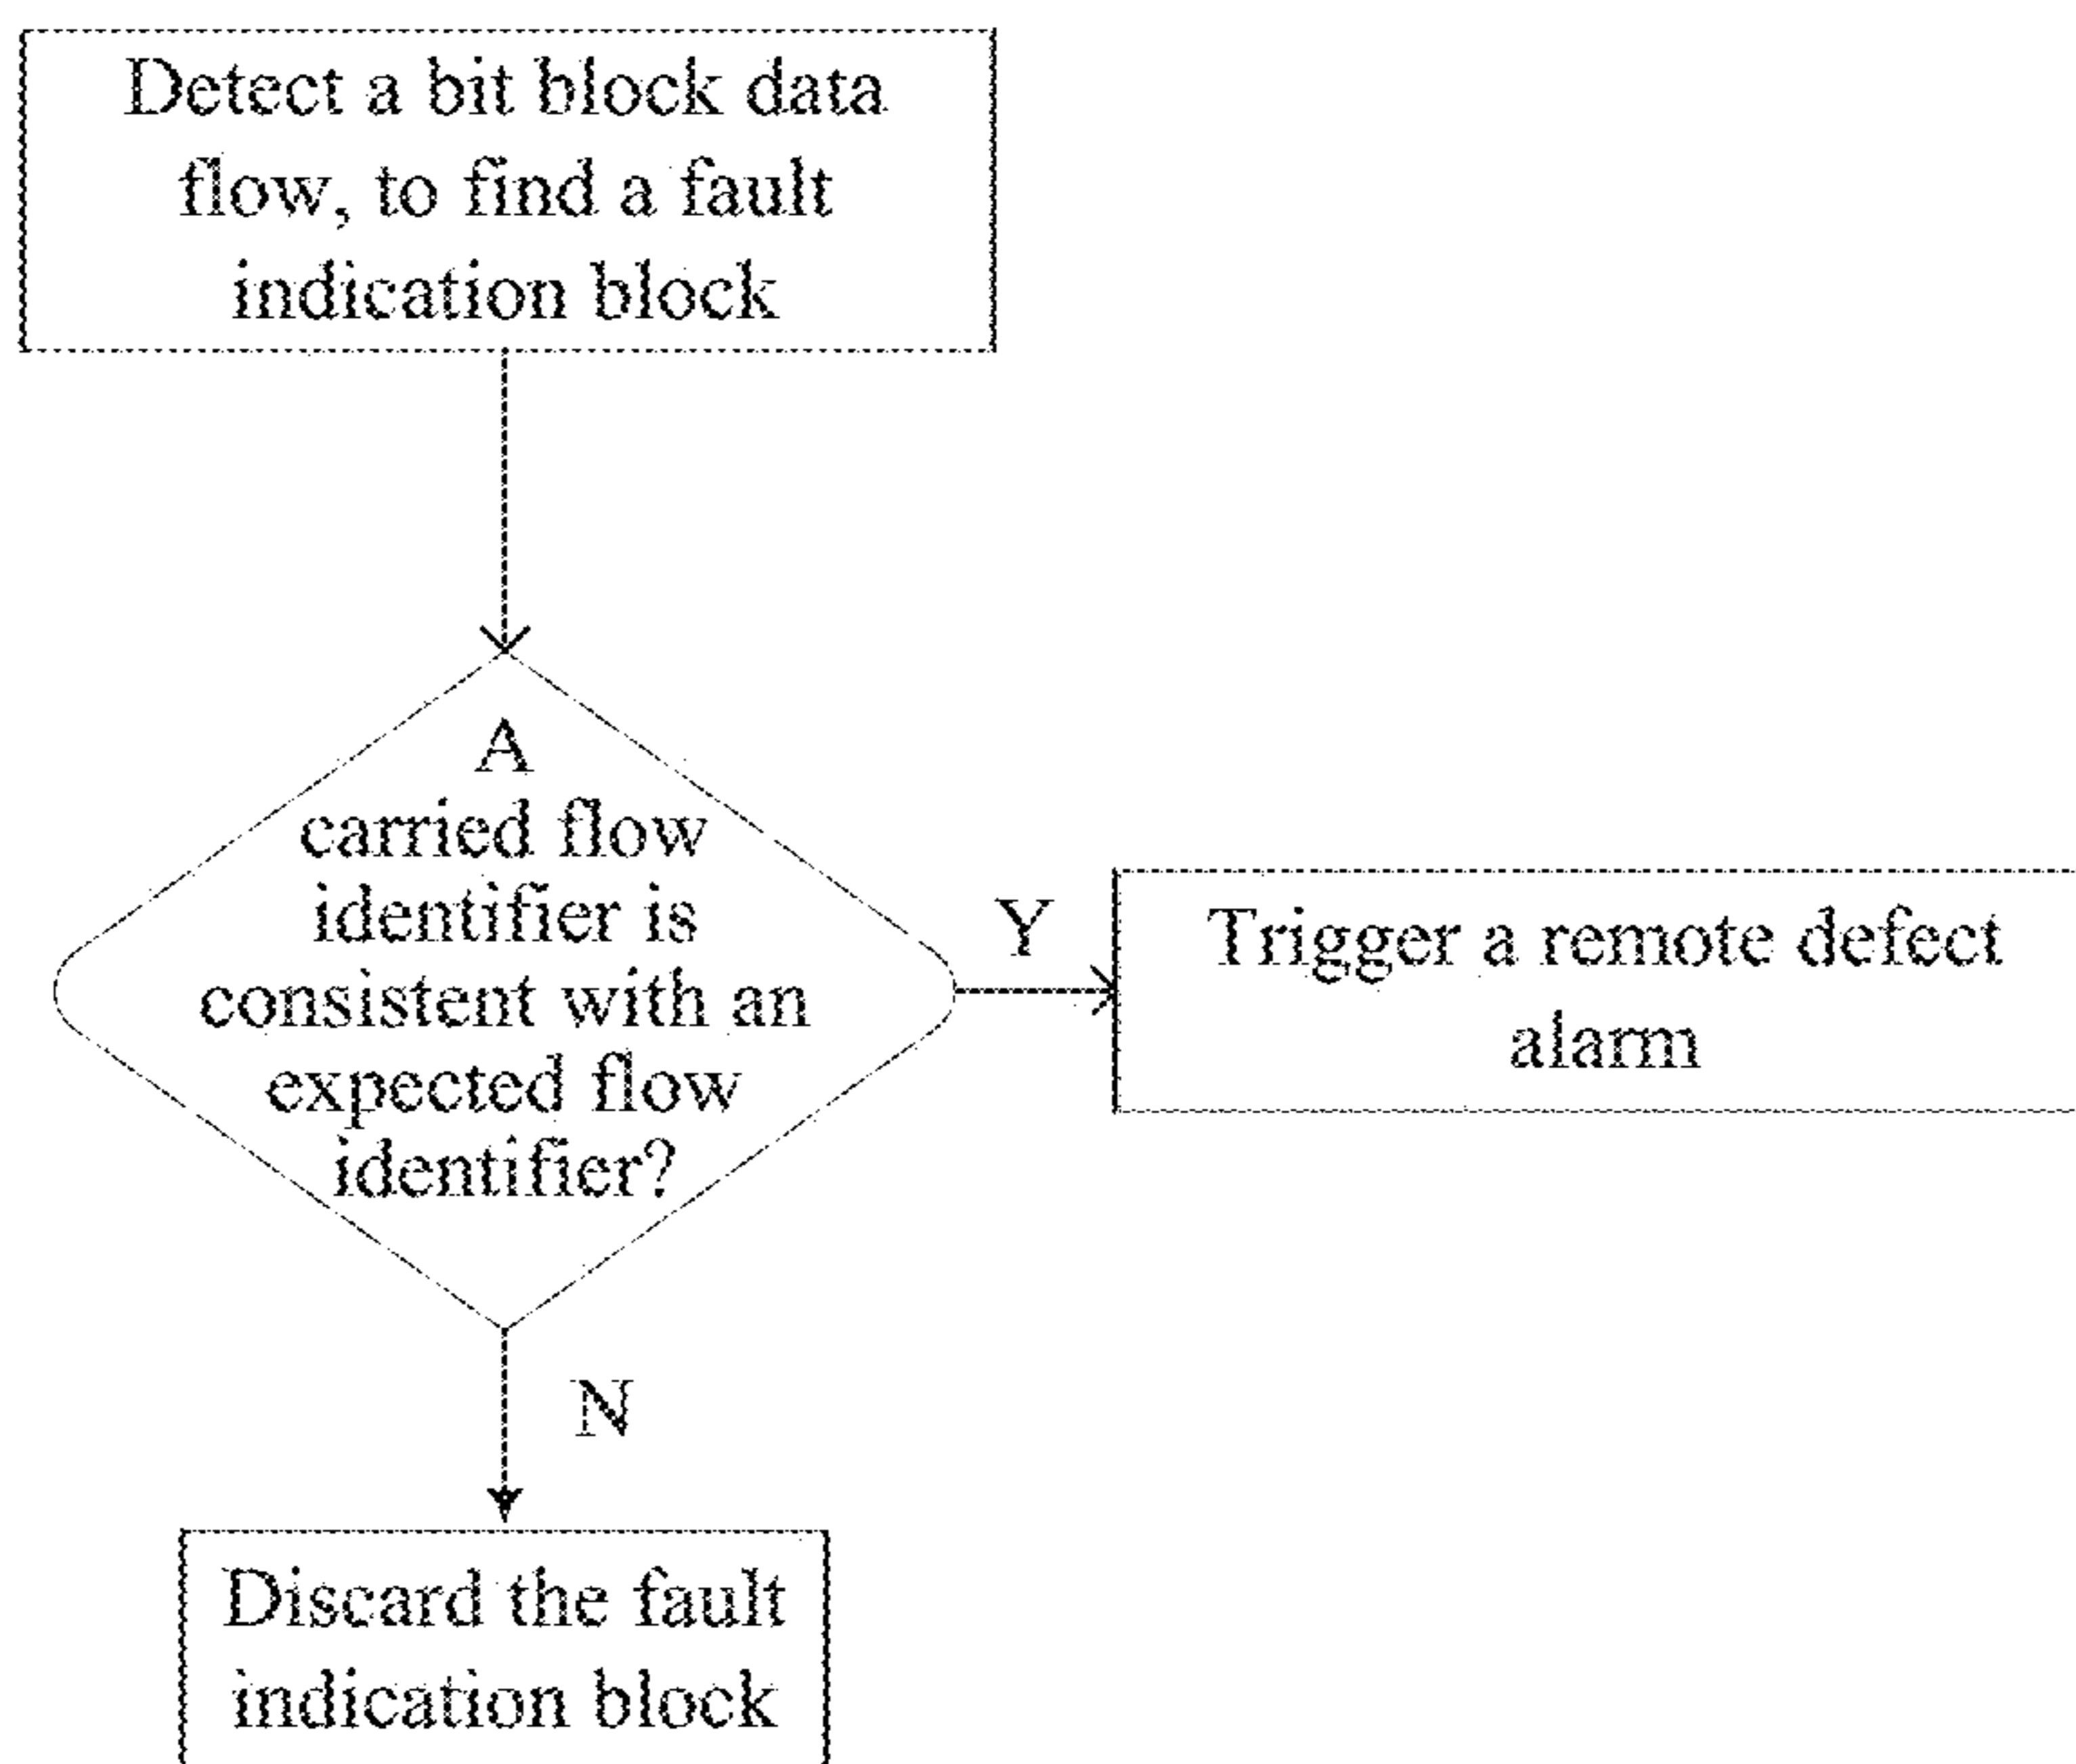 Detect a bit block data
flow, to find a fault
indication block
A
carried flow
identifier is
consistent with an
expected flow
identifier?
Y
Trigger a remote defect
alarm
N
Discard the fault
indication block